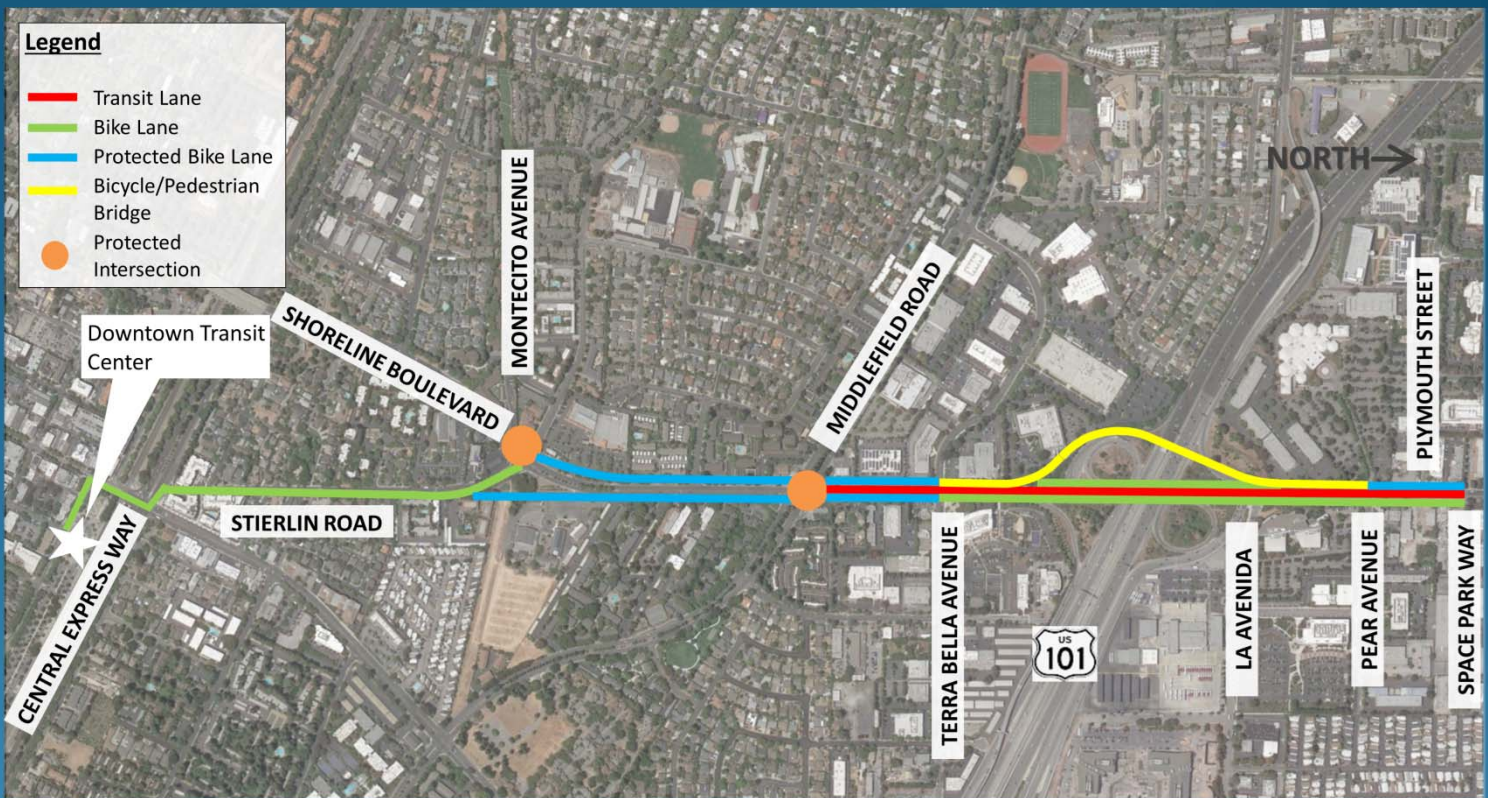 Legend
Transit Lane
Bike Lane
Protected Bike Lane
Bicycle/Pedestrian
Bridge
Protected
Intersection
NORTH
Downtown Transit
Center
SHORELINE BOULEVARD
MONTECITO AVENUE
MIDDLEFIELD ROAD
PLYMOUTH STREET
STIERLIN ROAD
CENTRAL EXPRESS WAY
TERRA BELLA AVENUE
US
101
LA AVENIDA
PEAR AVENUE
SPACE PARK WAY